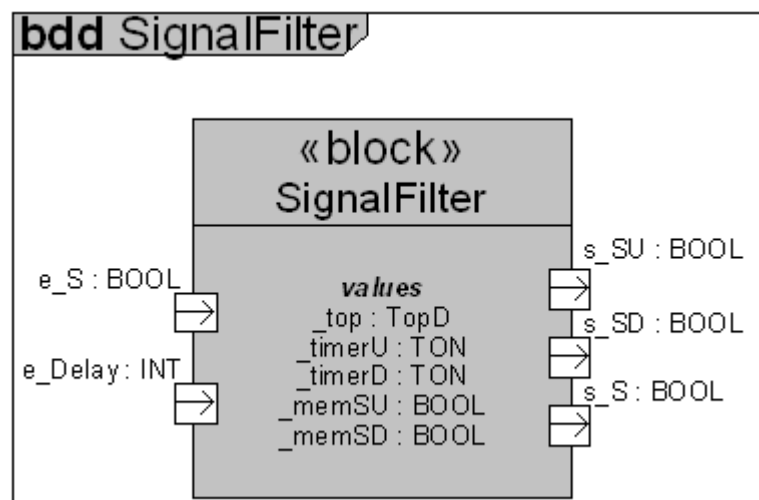 bdd SignalFilter
«block»
SignalFilter
e_S : BOOL
e_Delay : INT
values
_top : TopD
_timerU : TON
_timerD : TON
_memSU : BOOL
_memSD : BOOL
s_SU : BOOL
s_SD : BOOL
s_S : BOOL